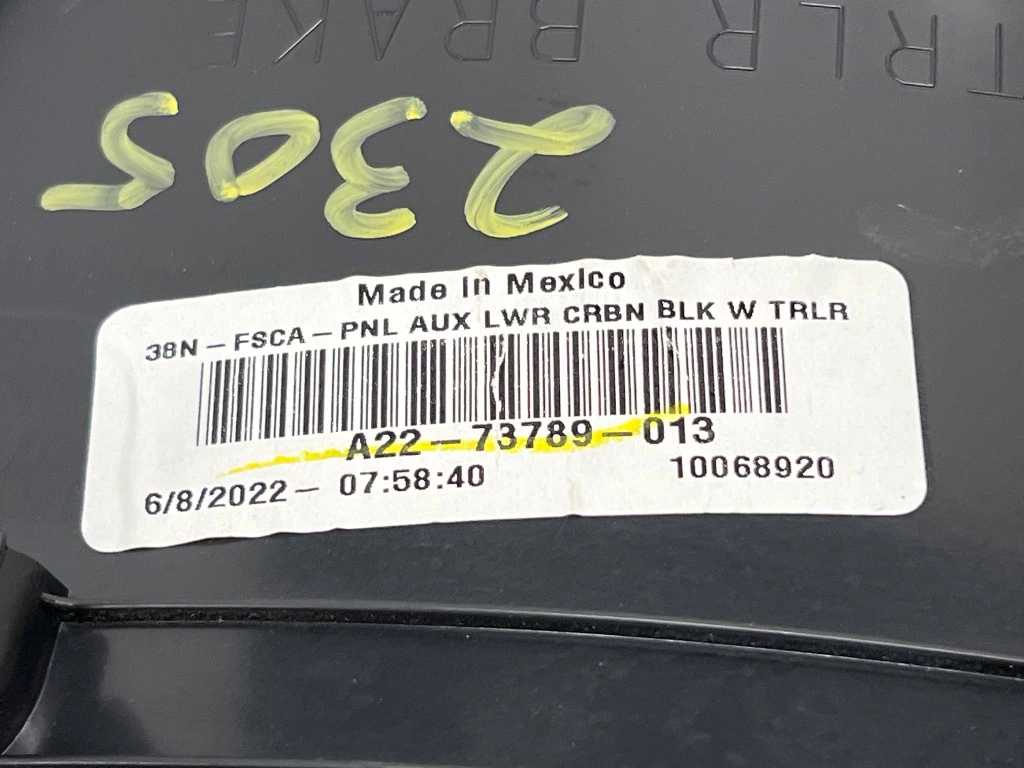 TRLR BRAKE
2305
Made In Mexico
38N-FSCA-PNL AUX LWR CRBN BLK W TRLR
A22-73789-013
6/8/2022- 07:58:40 10068920